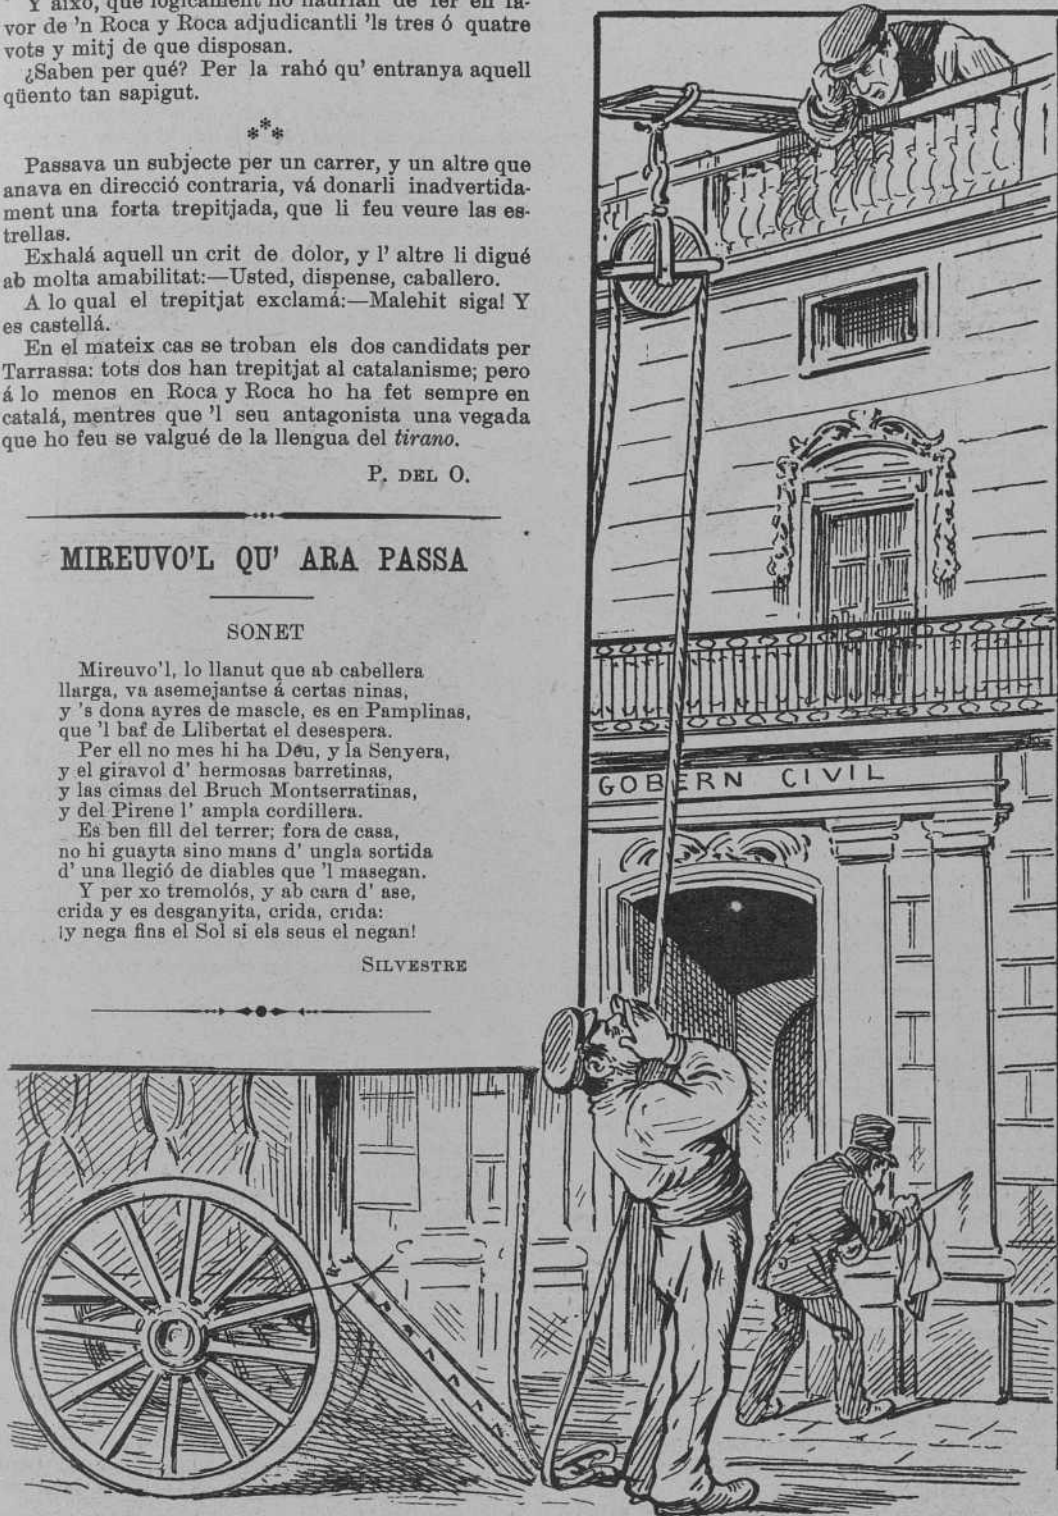 Y aixó, que lógicament no haurían de fer en fa-
vor de 'n Roca y Roca adjudicantli 'ls tres ó quatre
vots y mitj de que disposan.
¿Saben per qué? Per la rahó qu' entranya aquell
qüento tan sapigut.
***
Passava un subjecte per un carrer, y un altre que
anava en direcció contraria, vá donarli inadvertida-
ment una forta trepitjada, que li feu veure las es-
trellas.
Exhalá aquell un crit de dolor, y l' altre li digué
ab molta amabilitat:—Usted, dispense, caballero.
A lo qual el trepitjat exclamá:—Malehit siga! Y
es castellá.
En el mateix cas se troban els dos candidats per
Tarrassa: tots dos han trepitjat al catalanisme; pero
á lo menos en Roca y Roca ho ha fet sempre en
catalá, mentres que 'l seu antagonista una vegada
que ho feu se valgué de la llengua del tirano.
P. DEL O.
MIREUVO'L QU' ARA PASSA
SONET
Mireuvo'l, lo llanut que ab cabellera
llarga, va asemejantse á certas ninas,
y 's dona ayres de mascle, es en Pamplinas,
que 'l baf de Llibertat el desespera.
Per ell no mes hi ha Deu, y la Senyera,
y el giravol d' hermosas barretinas,
y las cimas del Bruch Montserratinas,
y del Pirene l' ampla cordillera.
Es ben fill del terrer; fora de casa,
no hi guayta sino mans d' ungla sortida
d' una llegió de diables que 'l masegan.
Y per xo tremolós, y ab cara d' ase,
crida y es desganyita, crida, crida:
¡y nega fins el Sol si els seus el negan!
SILVESTRE
GOBERN CIVIL